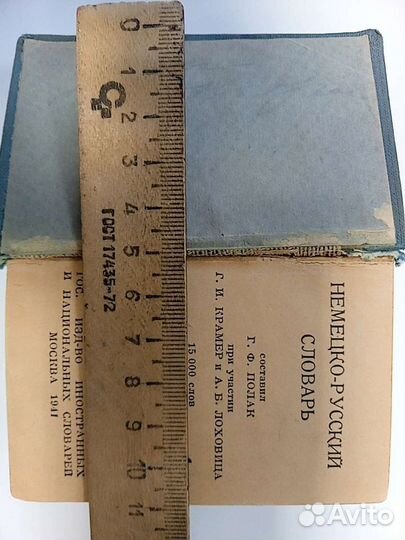 НЕМЕЦКО-РУССКИЙ
СЛОВАРЬ
составил
Г. Ф. ПОЛАК
при участии
Г. И. КРАМЕР и А. Б. ЛОХОВИЦА
15 000 слов
ГОС. ИЗД-ВО ИНОСТРАННЫХ
И НАЦИОНАЛЬНЫХ СЛОВАРЕЙ
МОСКВА 1941
0 1 2 3 4 5 6 7 8 9 10 11
ГОСТ 17435-72
Avito